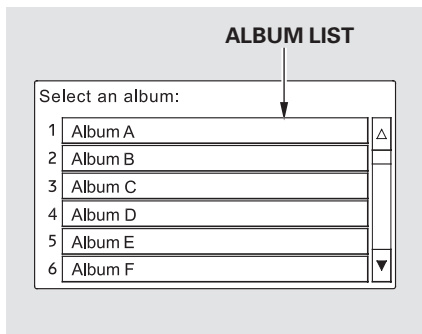 ALBUM LIST
Select an album:
1 Album A
2 Album B
3 Album C
4 Album D
5 Album E
6 Album F